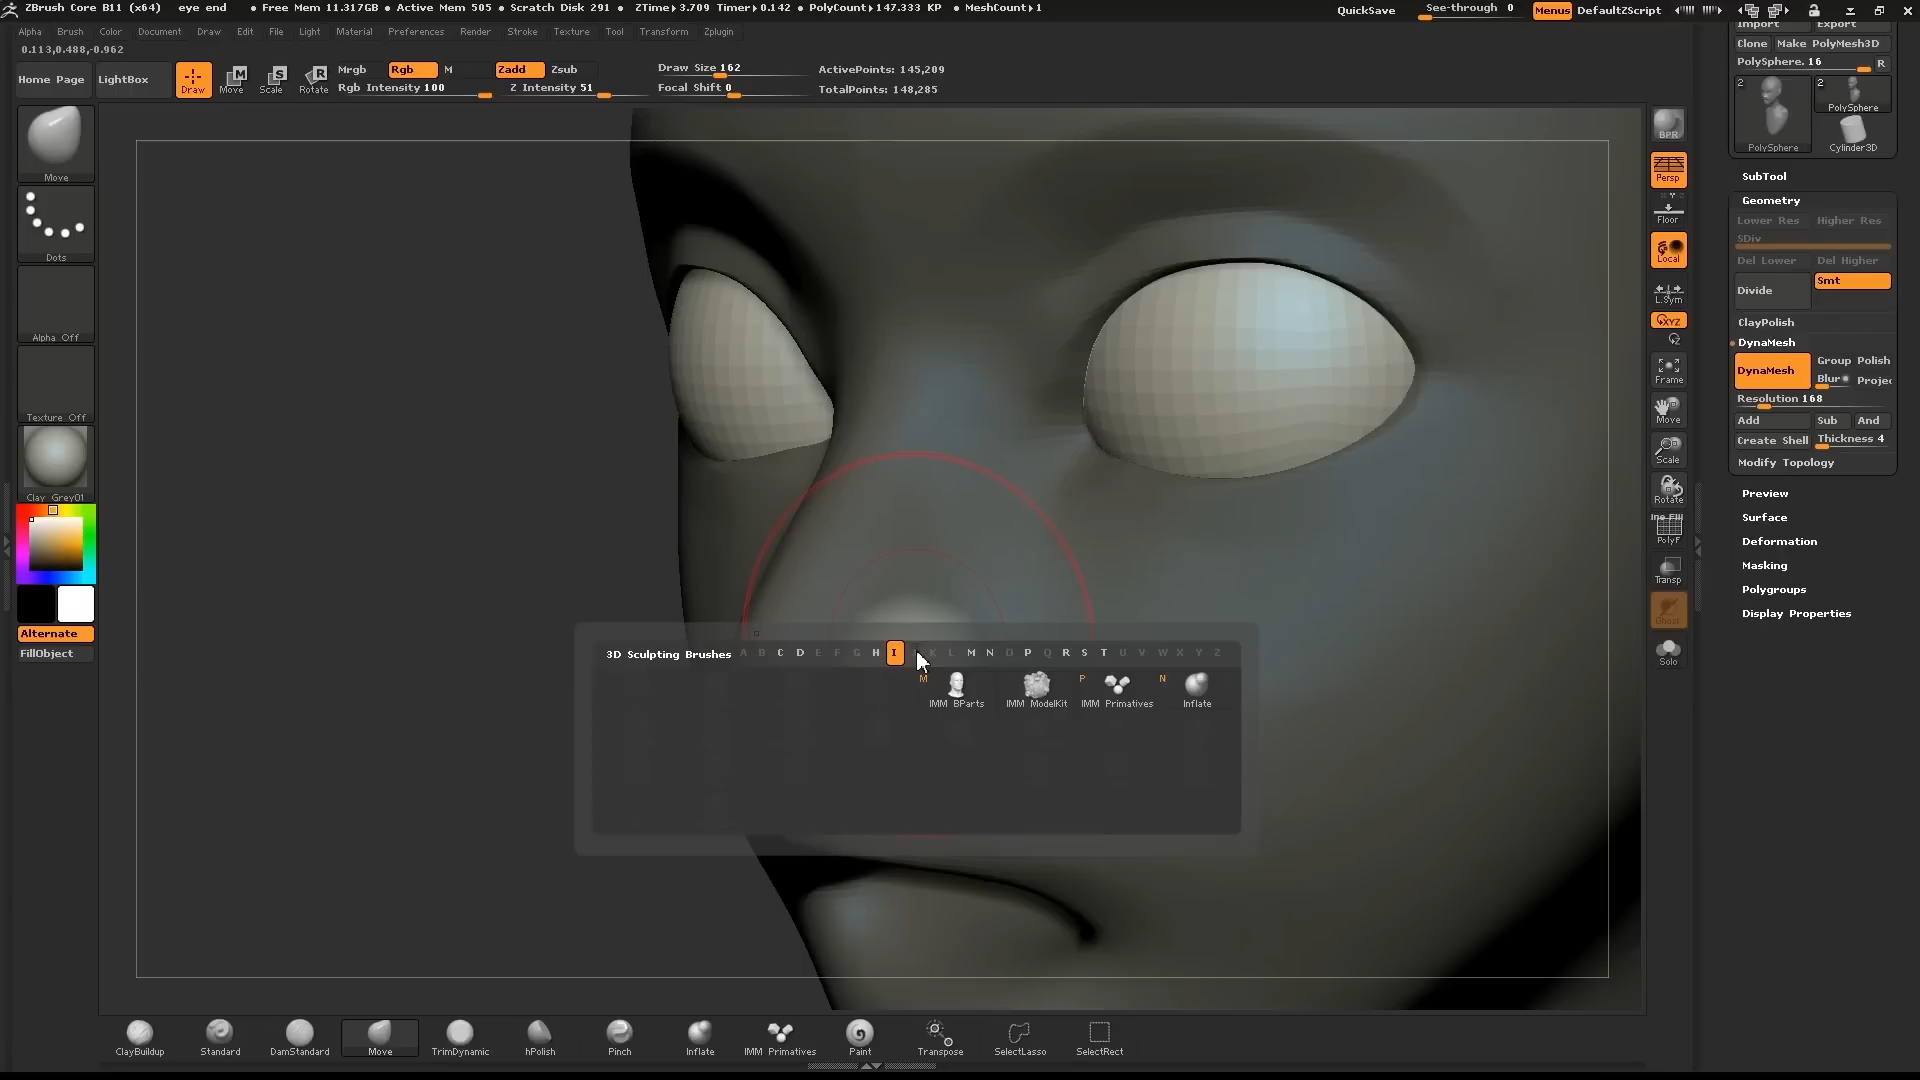 ZBrush Core B11 (x64) eye end • Free Mem 11.317GB • Active Mem 505 • Scratch Disk 291 • ZTime▸3.709 Timer▸0.142 • PolyCount▸147.333 KP • MeshCount▸1 QuickSave See-through 0 Menus DefaultZScript
Alpha Brush Color Document Draw Edit File Light Material Preferences Render Stroke Texture Tool Transform Zplugin
0.113,0.488,-0.962
Home Page LightBox Draw Move Scale Rotate
Mrgb Rgb M Zadd Zsub
Rgb Intensity 100 Z Intensity 51
Draw Size 162
Focal Shift 0
ActivePoints: 145,209
TotalPoints: 148,285
Move
Dots
Alpha Off
Texture Off
Clay Grey01
Alternate
FillObject
3D Sculpting Brushes A B C D E F G H I K L M N O P Q R S T U V W X Y Z
M P N
IMM BParts IMM ModelKit IMM Primatives Inflate
ClayBuildup Standard DamStandard Move TrimDynamic hPolish Pinch Inflate IMM Primatives Paint Transpose SelectLasso SelectRect
BPR
Persp
Floor
Local
L.Sym
XYZ
Frame
Move
Scale
Rotate
PolyF
Transp
Ghost
Solo
Import Export
Clone Make PolyMesh3D
PolySphere. 16 R
2 2
PolySphere
PolySphere Cylinder3D
SubTool
Geometry
Lower Res Higher Res
SDiv
Del Lower Del Higher
Divide Smt
ClayPolish
DynaMesh
DynaMesh Group Polish
Blur Projec
Resolution 168
Add Sub And
Create Shell Thickness 4
Modify Topology
Preview
Surface
Deformation
Masking
Polygroups
Display Properties